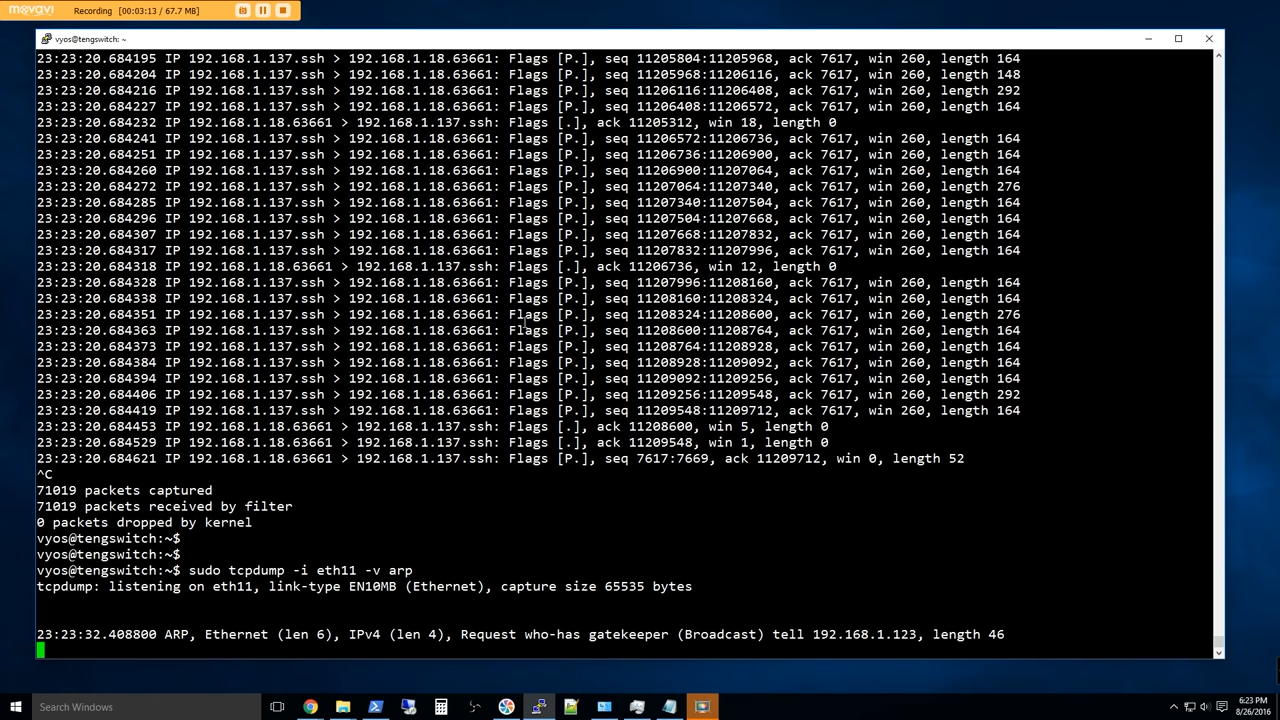 movavi Recording [00:03:13 / 67.7 MB]
vyos@tengswitch: ~
23:23:20.684195 IP 192.168.1.137.ssh > 192.168.1.18.63661: Flags [P.], seq 11205804:11205968, ack 7617, win 260, length 164
23:23:20.684204 IP 192.168.1.137.ssh > 192.168.1.18.63661: Flags [P.], seq 11205968:11206116, ack 7617, win 260, length 148
23:23:20.684216 IP 192.168.1.137.ssh > 192.168.1.18.63661: Flags [P.], seq 11206116:11206408, ack 7617, win 260, length 292
23:23:20.684227 IP 192.168.1.137.ssh > 192.168.1.18.63661: Flags [P.], seq 11206408:11206572, ack 7617, win 260, length 164
23:23:20.684232 IP 192.168.1.18.63661 > 192.168.1.137.ssh: Flags [.], ack 11205312, win 18, length 0
23:23:20.684241 IP 192.168.1.137.ssh > 192.168.1.18.63661: Flags [P.], seq 11206572:11206736, ack 7617, win 260, length 164
23:23:20.684251 IP 192.168.1.137.ssh > 192.168.1.18.63661: Flags [P.], seq 11206736:11206900, ack 7617, win 260, length 164
23:23:20.684260 IP 192.168.1.137.ssh > 192.168.1.18.63661: Flags [P.], seq 11206900:11207064, ack 7617, win 260, length 164
23:23:20.684272 IP 192.168.1.137.ssh > 192.168.1.18.63661: Flags [P.], seq 11207064:11207340, ack 7617, win 260, length 276
23:23:20.684285 IP 192.168.1.137.ssh > 192.168.1.18.63661: Flags [P.], seq 11207340:11207504, ack 7617, win 260, length 164
23:23:20.684296 IP 192.168.1.137.ssh > 192.168.1.18.63661: Flags [P.], seq 11207504:11207668, ack 7617, win 260, length 164
23:23:20.684307 IP 192.168.1.137.ssh > 192.168.1.18.63661: Flags [P.], seq 11207668:11207832, ack 7617, win 260, length 164
23:23:20.684317 IP 192.168.1.137.ssh > 192.168.1.18.63661: Flags [P.], seq 11207832:11207996, ack 7617, win 260, length 164
23:23:20.684318 IP 192.168.1.18.63661 > 192.168.1.137.ssh: Flags [.], ack 11206736, win 12, length 0
23:23:20.684328 IP 192.168.1.137.ssh > 192.168.1.18.63661: Flags [P.], seq 11207996:11208160, ack 7617, win 260, length 164
23:23:20.684338 IP 192.168.1.137.ssh > 192.168.1.18.63661: Flags [P.], seq 11208160:11208324, ack 7617, win 260, length 164
23:23:20.684351 IP 192.168.1.137.ssh > 192.168.1.18.63661: Flags [P.], seq 11208324:11208600, ack 7617, win 260, length 276
23:23:20.684363 IP 192.168.1.137.ssh > 192.168.1.18.63661: Flags [P.], seq 11208600:11208764, ack 7617, win 260, length 164
23:23:20.684373 IP 192.168.1.137.ssh > 192.168.1.18.63661: Flags [P.], seq 11208764:11208928, ack 7617, win 260, length 164
23:23:20.684384 IP 192.168.1.137.ssh > 192.168.1.18.63661: Flags [P.], seq 11208928:11209092, ack 7617, win 260, length 164
23:23:20.684394 IP 192.168.1.137.ssh > 192.168.1.18.63661: Flags [P.], seq 11209092:11209256, ack 7617, win 260, length 164
23:23:20.684406 IP 192.168.1.137.ssh > 192.168.1.18.63661: Flags [P.], seq 11209256:11209548, ack 7617, win 260, length 292
23:23:20.684419 IP 192.168.1.137.ssh > 192.168.1.18.63661: Flags [P.], seq 11209548:11209712, ack 7617, win 260, length 164
23:23:20.684453 IP 192.168.1.18.63661 > 192.168.1.137.ssh: Flags [.], ack 11208600, win 5, length 0
23:23:20.684529 IP 192.168.1.18.63661 > 192.168.1.137.ssh: Flags [.], ack 11209548, win 1, length 0
23:23:20.684621 IP 192.168.1.18.63661 > 192.168.1.137.ssh: Flags [P.], seq 7617:7669, ack 11209712, win 0, length 52
^C
71019 packets captured
71019 packets received by filter
0 packets dropped by kernel
vyos@tengswitch:~$
vyos@tengswitch:~$
vyos@tengswitch:~$ sudo tcpdump -i eth11 -v arp
tcpdump: listening on eth11, link-type EN10MB (Ethernet), capture size 65535 bytes
23:23:32.408800 ARP, Ethernet (len 6), IPv4 (len 4), Request who-has gatekeeper (Broadcast) tell 192.168.1.123, length 46
Search Windows
6:23 PM
8/26/2016